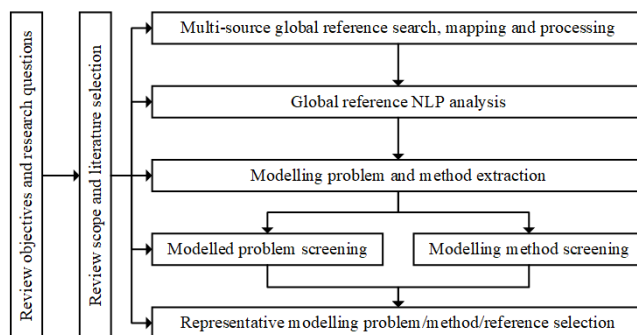 Review objectives and research questions
Review scope and literature selection
Multi-source global reference search, mapping and processing
Global reference NLP analysis
Modelling problem and method extraction
Modelled problem screening
Modelling method screening
Representative modelling problem/method/reference selection